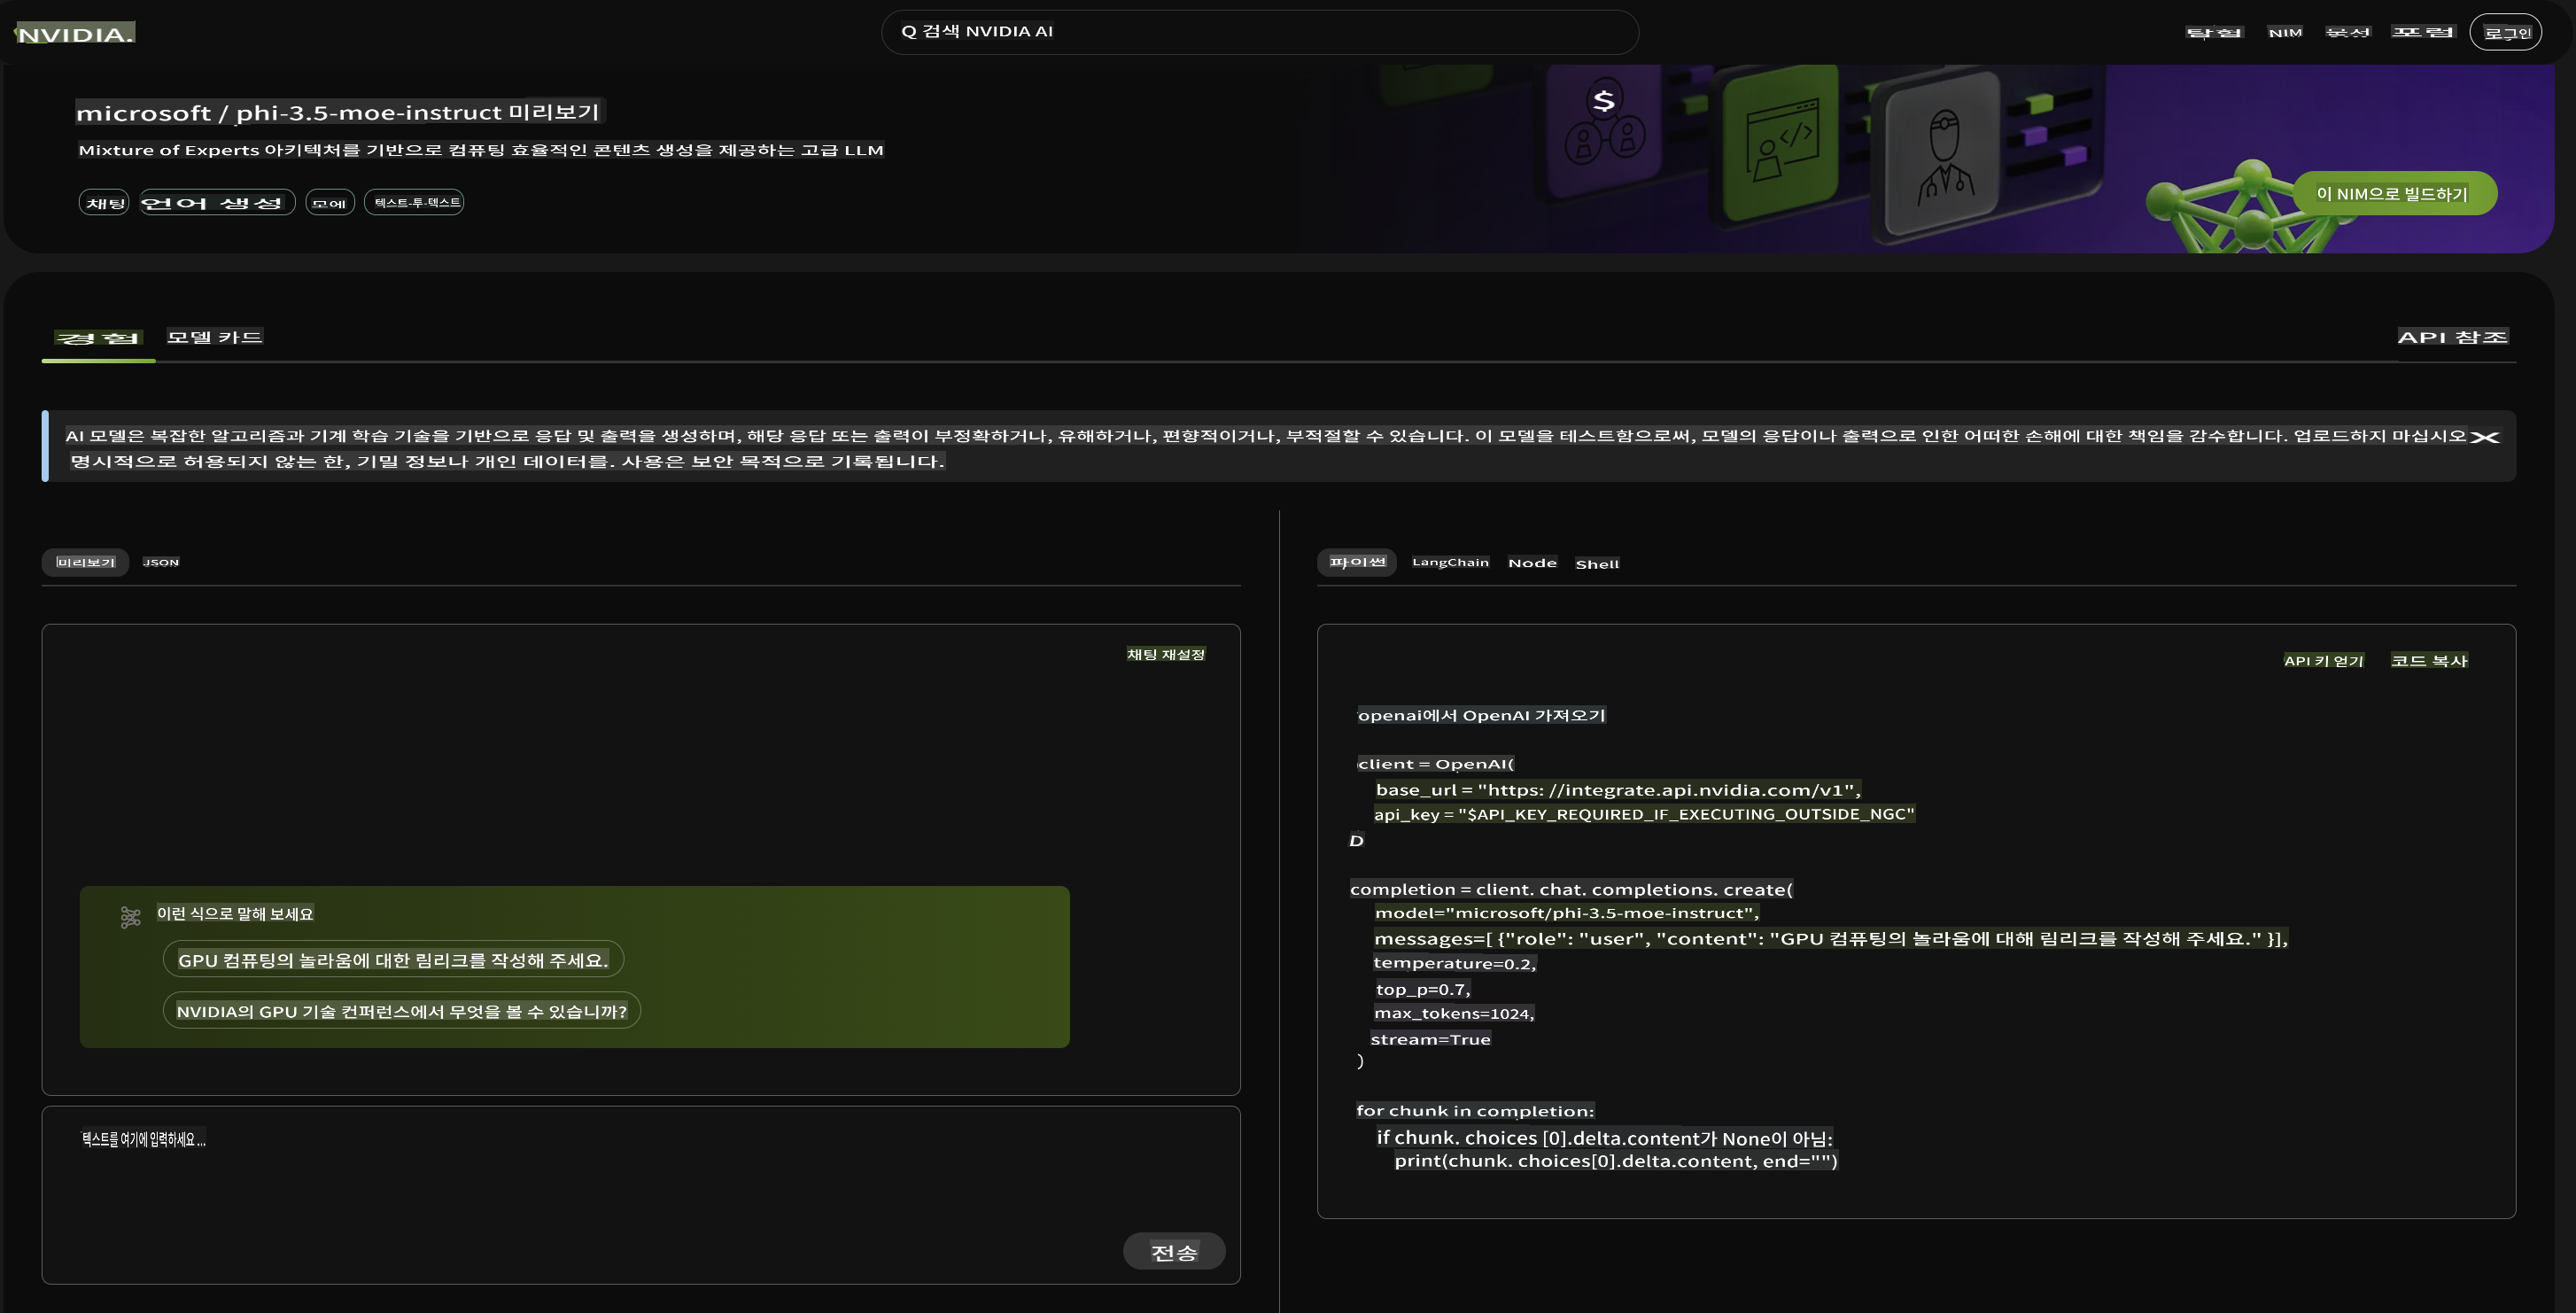 NVIDIA.
Q 검색 NVIDIA AI
탐험 NIM 포럼 로그인
microsoft / phi-3.5-moe-instruct 미리보기
Mixture of Experts 아키텍처를 기반으로 컴퓨팅 효율적인 콘텐츠 생성을 제공하는 고급 LLM
채팅 언어 생성 모에 텍스트-투-텍스트
이 NIM으로 빌드하기
경험 모델 카드 API 참조
AI 모델은 복잡한 알고리즘과 기계 학습 기술을 기반으로 응답 및 출력을 생성하며, 해당 응답 또는 출력이 부정확하거나, 유해하거나, 편향적이거나, 부적절할 수 있습니다. 이 모델을 테스트함으로써, 모델의 응답이나 출력으로 인한 어떠한 손해에 대한 책임을 감수합니다. 업로드하지 마십시오
명시적으로 허용되지 않는 한, 기밀 정보나 개인 데이터를. 사용은 보안 목적으로 기록됩니다.
미리보기 JSON
채팅 재설정
이런 식으로 말해 보세요
GPU 컴퓨팅의 놀라움에 대한 림리크를 작성해 주세요.
NVIDIA의 GPU 기술 컨퍼런스에서 무엇을 볼 수 있습니까?
텍스트를 여기에 입력하세요 ...
전송
파이썬 LangChain Node Shell
API 키 얻기 코드 복사
openai에서 OpenAI 가져오기
client = OpenAI(
base_url = "https: //integrate.api.nvidia.com/v1",
api_key = "$API_KEY_REQUIRED_IF_EXECUTING_OUTSIDE_NGC"
D
completion = client. chat. completions. create(
model="microsoft/phi-3.5-moe-instruct",
messages=[ {"role": "user", "content": "GPU 컴퓨팅의 놀라움에 대해 림리크를 작성해 주세요." }],
temperature=0.2,
top_p=0.7,
max_tokens=1024,
stream=True
)
for chunk in completion:
if chunk. choices [0].delta.content가 None이 아님:
print(chunk. choices[0].delta.content, end="")